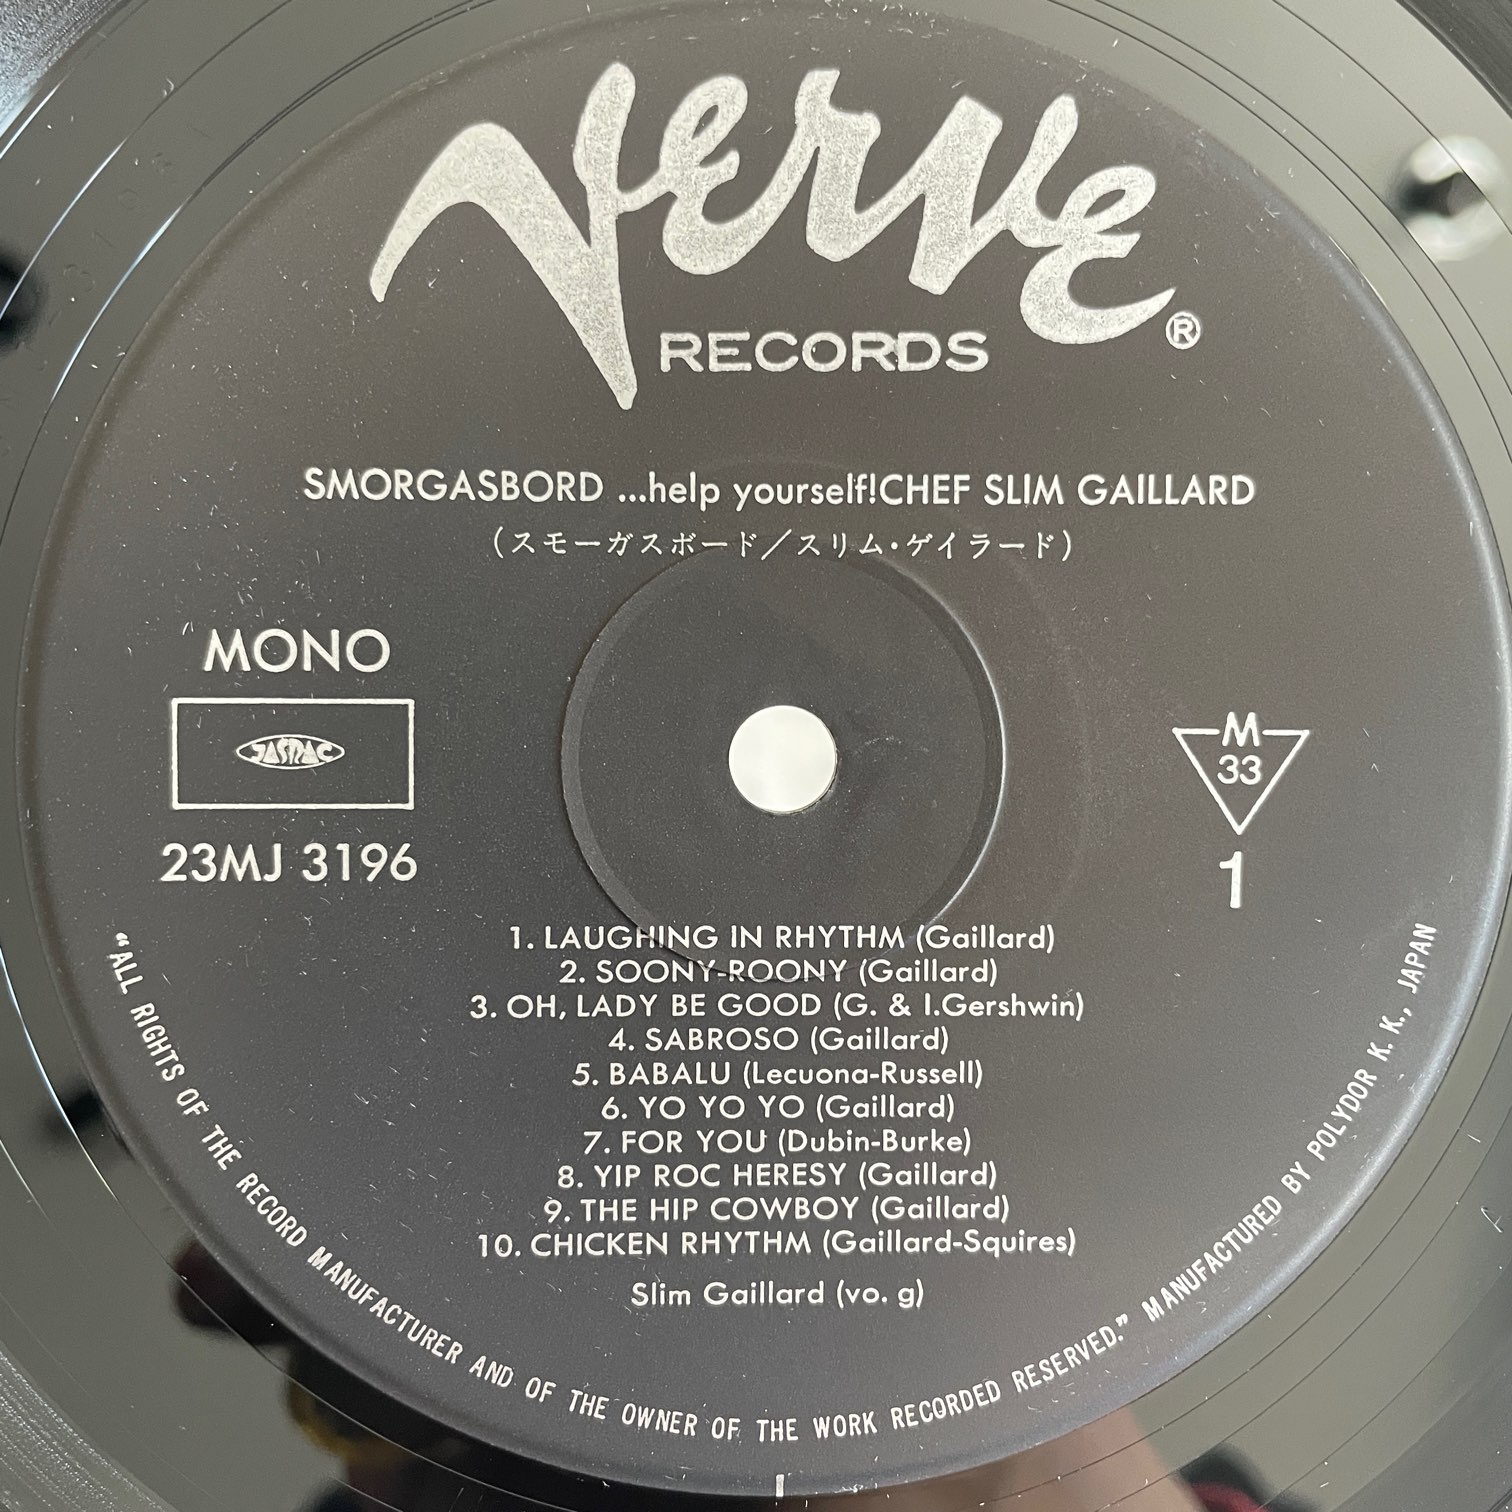 Verve
RECORDS
®
SMORGASBORD ...help yourself!CHEF SLIM GAILLARD
(スモーガスボード／スリム・ゲイラード)
MONO
JASRAC
23MJ 3196
M
33
1
1. LAUGHING IN RHYTHM (Gaillard)
2. SOONY-ROONY (Gaillard)
3. OH, LADY BE GOOD (G. & I.Gershwin)
4. SABROSO (Gaillard)
5. BABALU (Lecuona-Russell)
6. YO YO YO (Gaillard)
7. FOR YOU (Dubin-Burke)
8. YIP ROC HERESY (Gaillard)
9. THE HIP COWBOY (Gaillard)
10. CHICKEN RHYTHM (Gaillard-Squires)
Slim Gaillard (vo. g)
“ALL RIGHTS OF THE RECORD MANUFACTURER AND OF THE OWNER OF THE WORK RECORDED RESERVED.” MANUFACTURED BY POLYDOR K. K., JAPAN